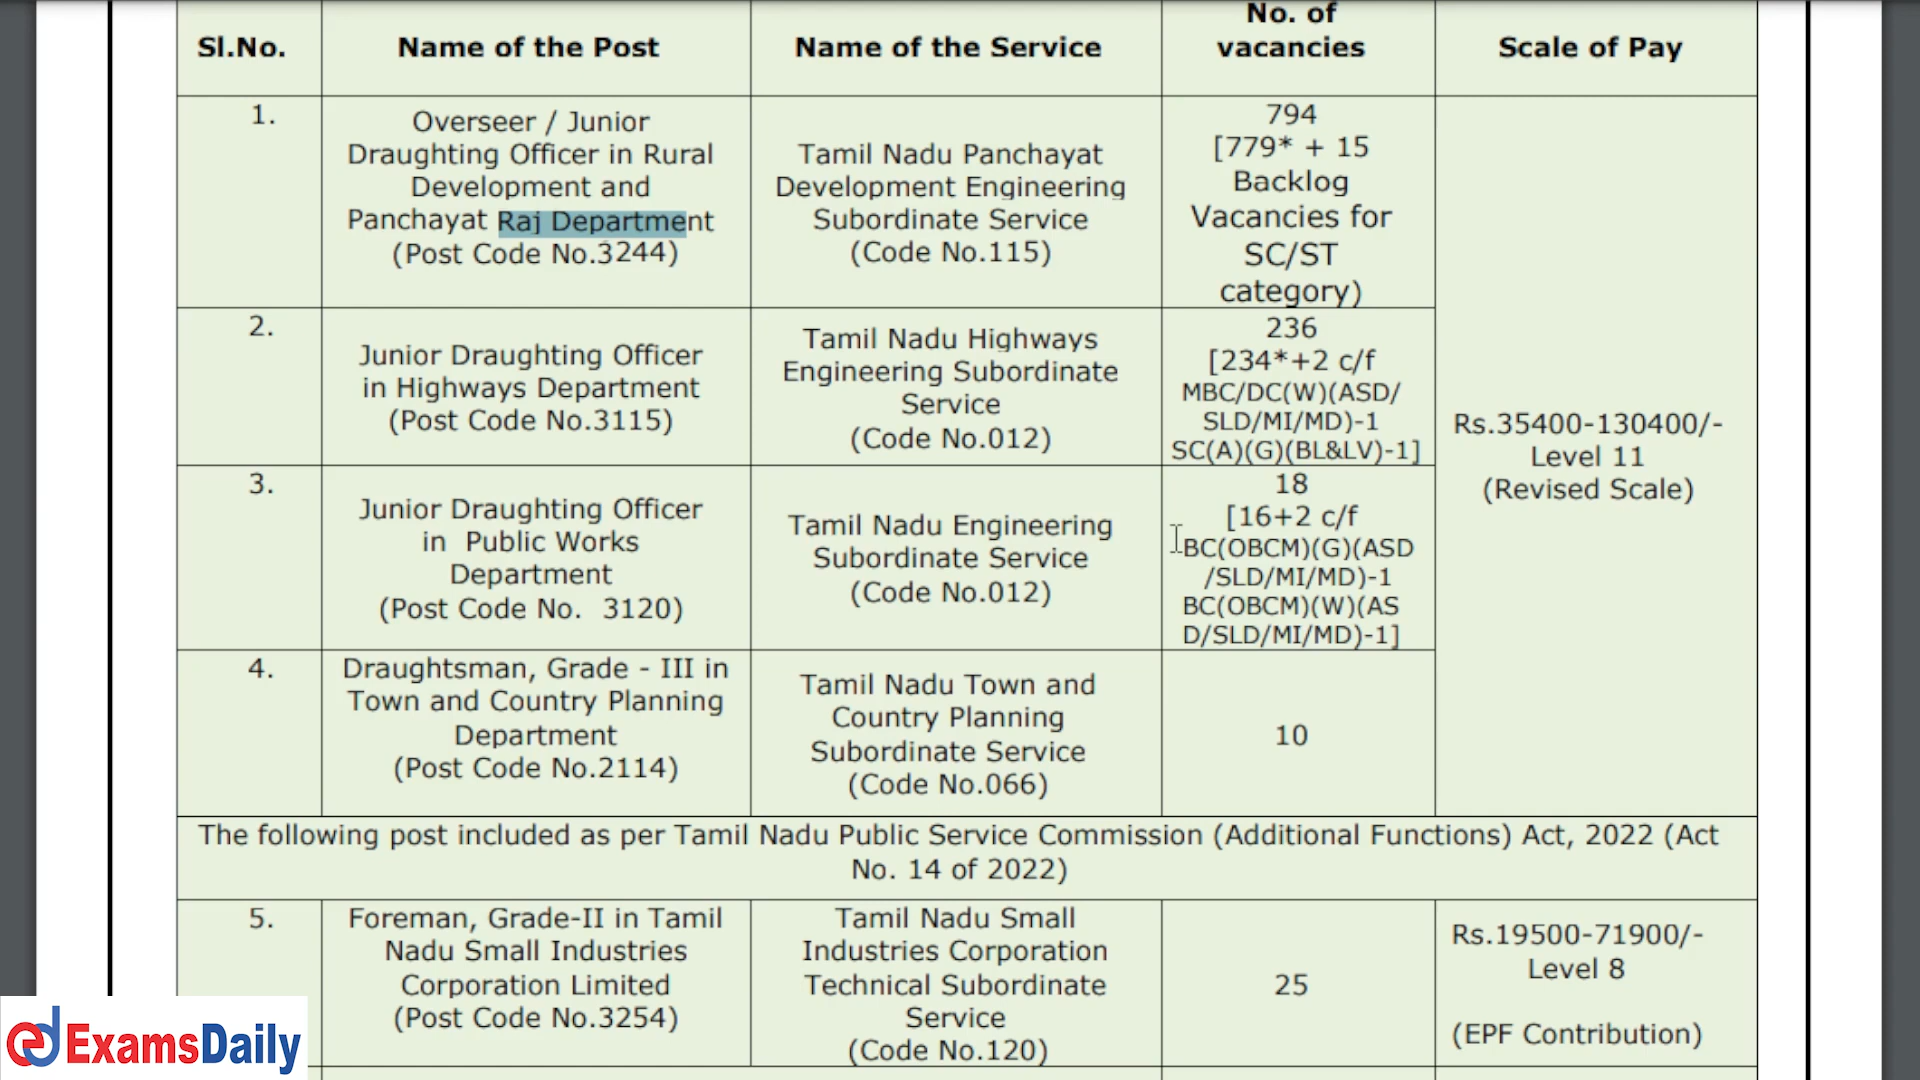 Sl.No.
Name of the Post
Name of the Service
No. of
vacancies
Scale of Pay
1.
Overseer / Junior
Draughting Officer in Rural
Development and
Panchayat Raj Department
(Post Code No.3244)
Tamil Nadu Panchayat
Development Engineering
Subordinate Service
(Code No.115)
794
[779* + 15
Backlog
Vacancies for
SC/ST
category)
2.
Junior Draughting Officer
in Highways Department
(Post Code No.3115)
Tamil Nadu Highways
Engineering Subordinate
Service
(Code No.012)
236
[234*+2 c/f
MBC/DC(W)(ASD/
SLD/MI/MD)-1
SC(A)(G)(BL&LV)-1]
3.
Junior Draughting Officer
in Public Works
Department
(Post Code No. 3120)
Tamil Nadu Engineering
Subordinate Service
(Code No.012)
18
[16+2 c/f
BC(OBCM)(G)(ASD
/SLD/MI/MD)-1
BC(OBCM)(W)(AS
D/SLD/MI/MD)-1]
4.
Draughtsman, Grade - III in
Town and Country Planning
Department
(Post Code No.2114)
Tamil Nadu Town and
Country Planning
Subordinate Service
(Code No.066)
10
Rs.35400-130400/-
Level 11
(Revised Scale)
The following post included as per Tamil Nadu Public Service Commission (Additional Functions) Act, 2022 (Act
No. 14 of 2022)
5.
Foreman, Grade-II in Tamil
Nadu Small Industries
Corporation Limited
(Post Code No.3254)
Tamil Nadu Small
Industries Corporation
Technical Subordinate
Service
(Code No.120)
25
Rs.19500-71900/-
Level 8
(EPF Contribution)
ExamsDaily